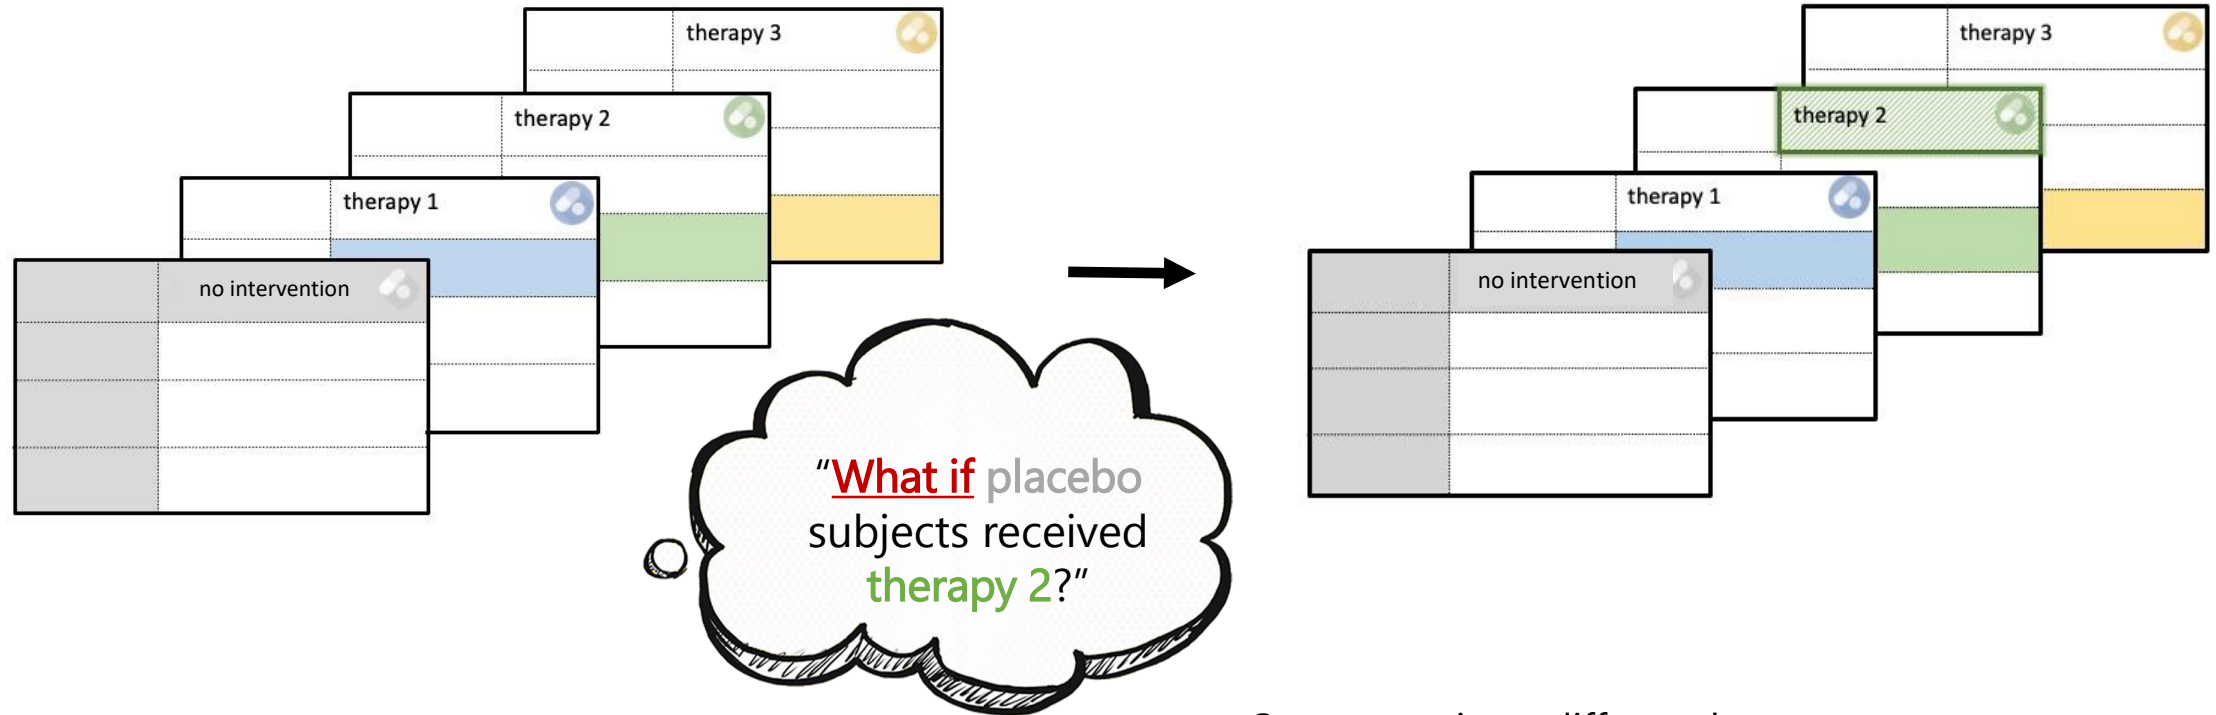 therapy 3
therapy 2
therapy 1
no intervention
“What if placebo
subjects received
therapy 2?”
therapy 3
therapy 2
therapy 1
no intervention